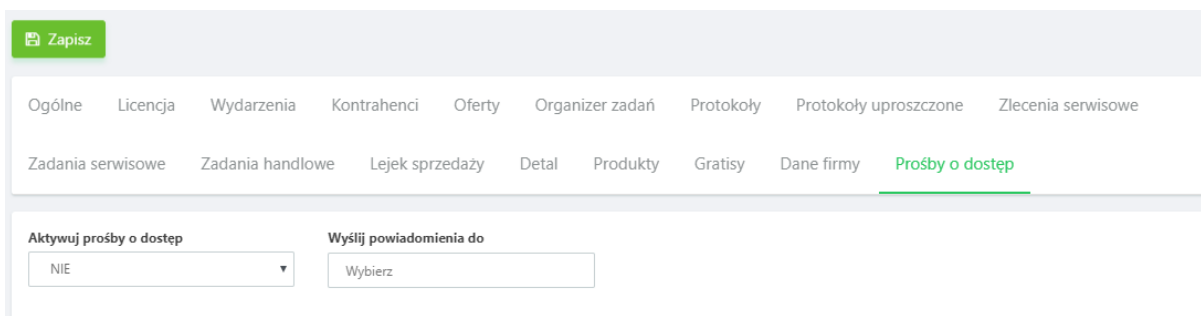 Zapisz
Ogólne Licencja Wydarzenia Kontrahenci Oferty Organizer zadań Protokoły Protokoły uproszczone Zlecenia serwisowe
Zadania serwisowe Zadania handlowe Lejek sprzedaży Detal Produkty Gratisy Dane firmy Prośby o dostęp
Aktywuj prośby o dostęp Wyślij powiadomienia do
NIE Wybierz